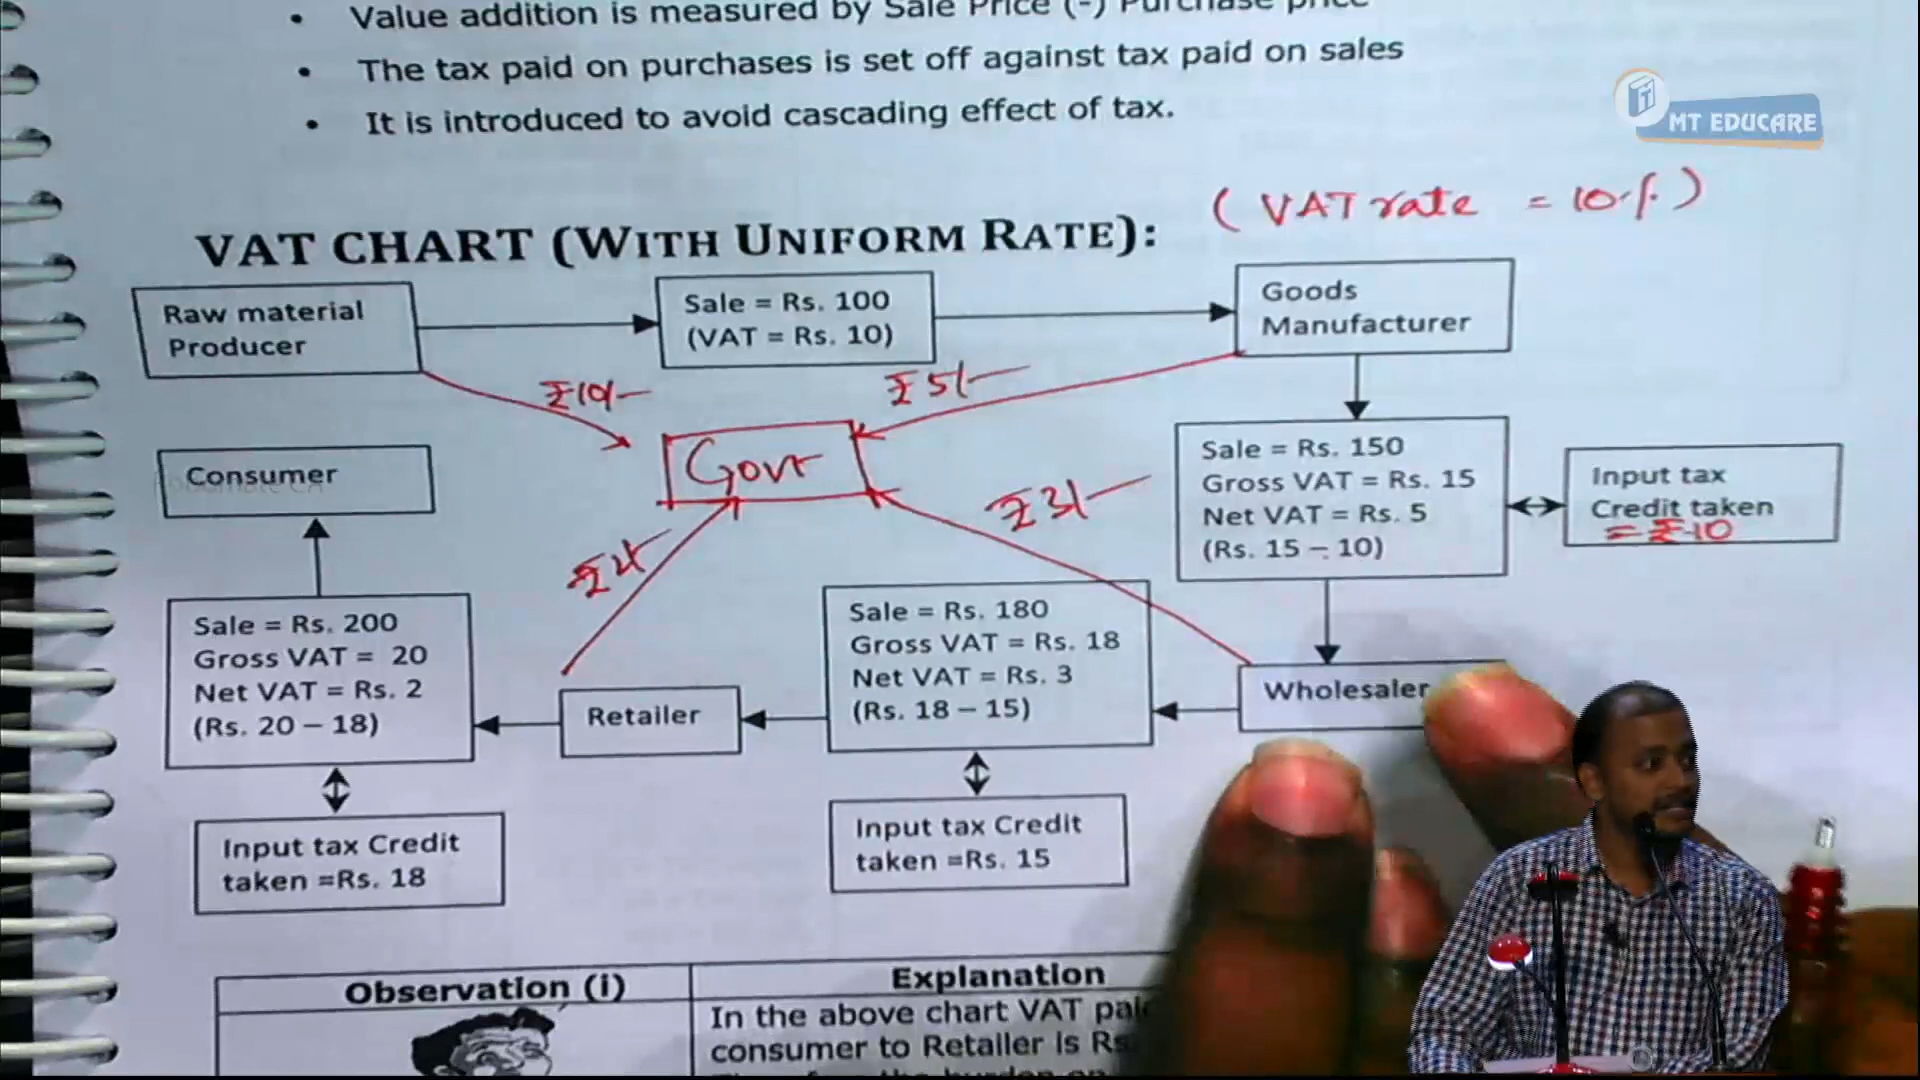 • Value addition is measured by Sale Price (-) Purchase price
• The tax paid on purchases is set off against tax paid on sales
• It is introduced to avoid cascading effect of tax.
MT EDUCARE
(VAT rate = 10%)
VAT CHART (WITH UNIFORM RATE):
Raw material
Producer
Sale = Rs. 100
(VAT = Rs. 10)
Goods
Manufacturer
₹10/-
₹5/-
Govt
Consumer
Sale = Rs. 150
Gross VAT = Rs. 15
Net VAT = Rs. 5
(Rs. 15 – 10)
Input tax
Credit taken
= ₹10
₹3/-
Sale = Rs. 200
Gross VAT = 20
Net VAT = Rs. 2
(Rs. 20 – 18)
Retailer
Sale = Rs. 180
Gross VAT = Rs. 18
Net VAT = Rs. 3
(Rs. 18 – 15)
Wholesaler
Input tax Credit
taken =Rs. 18
Input tax Credit
taken =Rs. 15
Observation (i)
Explanation
In the above chart VAT
consumer to Retailer is